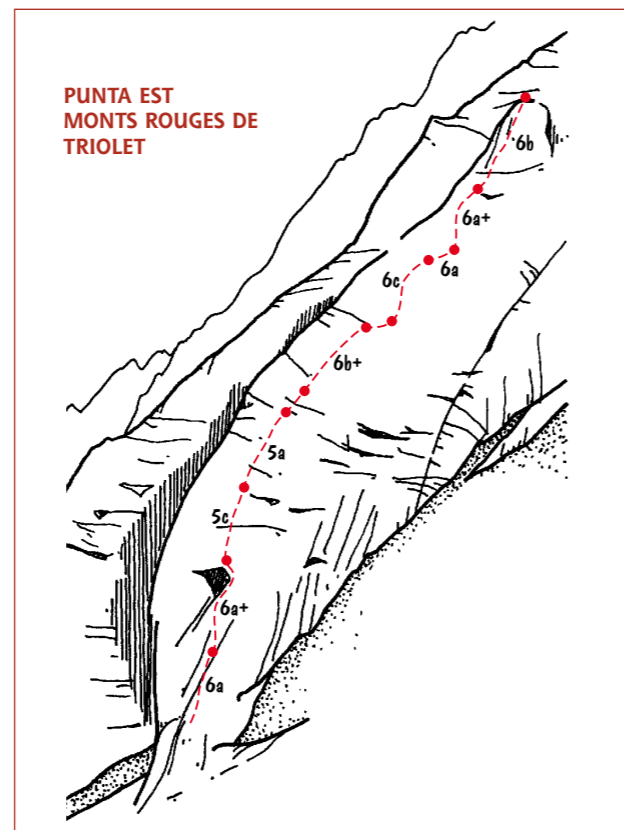 PUNTA EST
MONTS ROUGES DE
TRIOLET
6b
6a+
6a
6c
6b+
5a
5c
6a+
6a